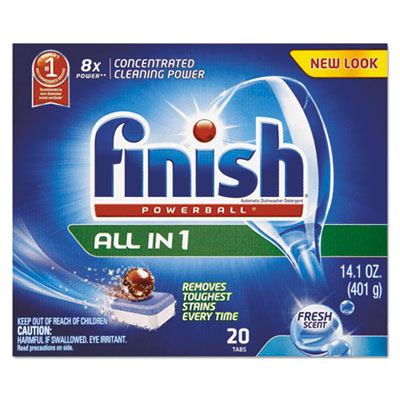 #1
8x
POWER**
CONCENTRATED
CLEANING POWER
NEW LOOK
finish
Automatic Dishwasher Detergent
POWERBALL®
ALL IN 1
14.1 OZ.
(401 g)
REMOVES
TOUGHEST
STAINS
EVERY TIME
FRESH
SCENT
KEEP OUT OF REACH OF CHILDREN
CAUTION:
HARMFUL IF SWALLOWED. EYE IRRITANT.
Read precautions on side.
20
TABS